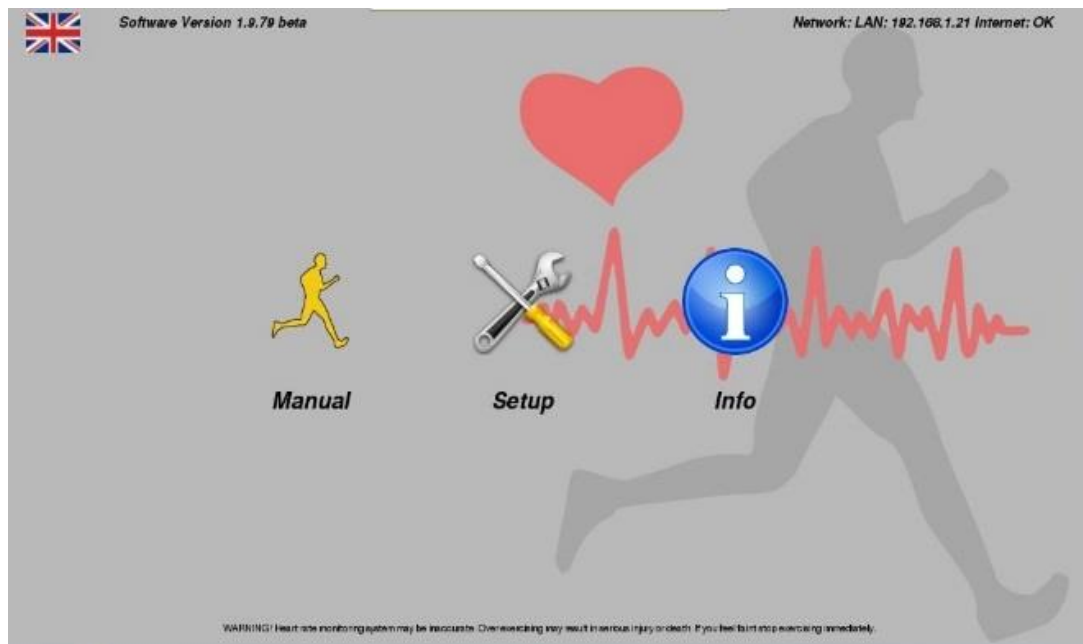 Software Version 1.9.79 beta
Network: LAN: 192.168.1.21 Internet: OK
Manual
Setup
Info
WARNING! Heart rate monitoring system may be inaccurate. Over exercising may result in serious injury or death. If you feel faint stop exercising immediately.